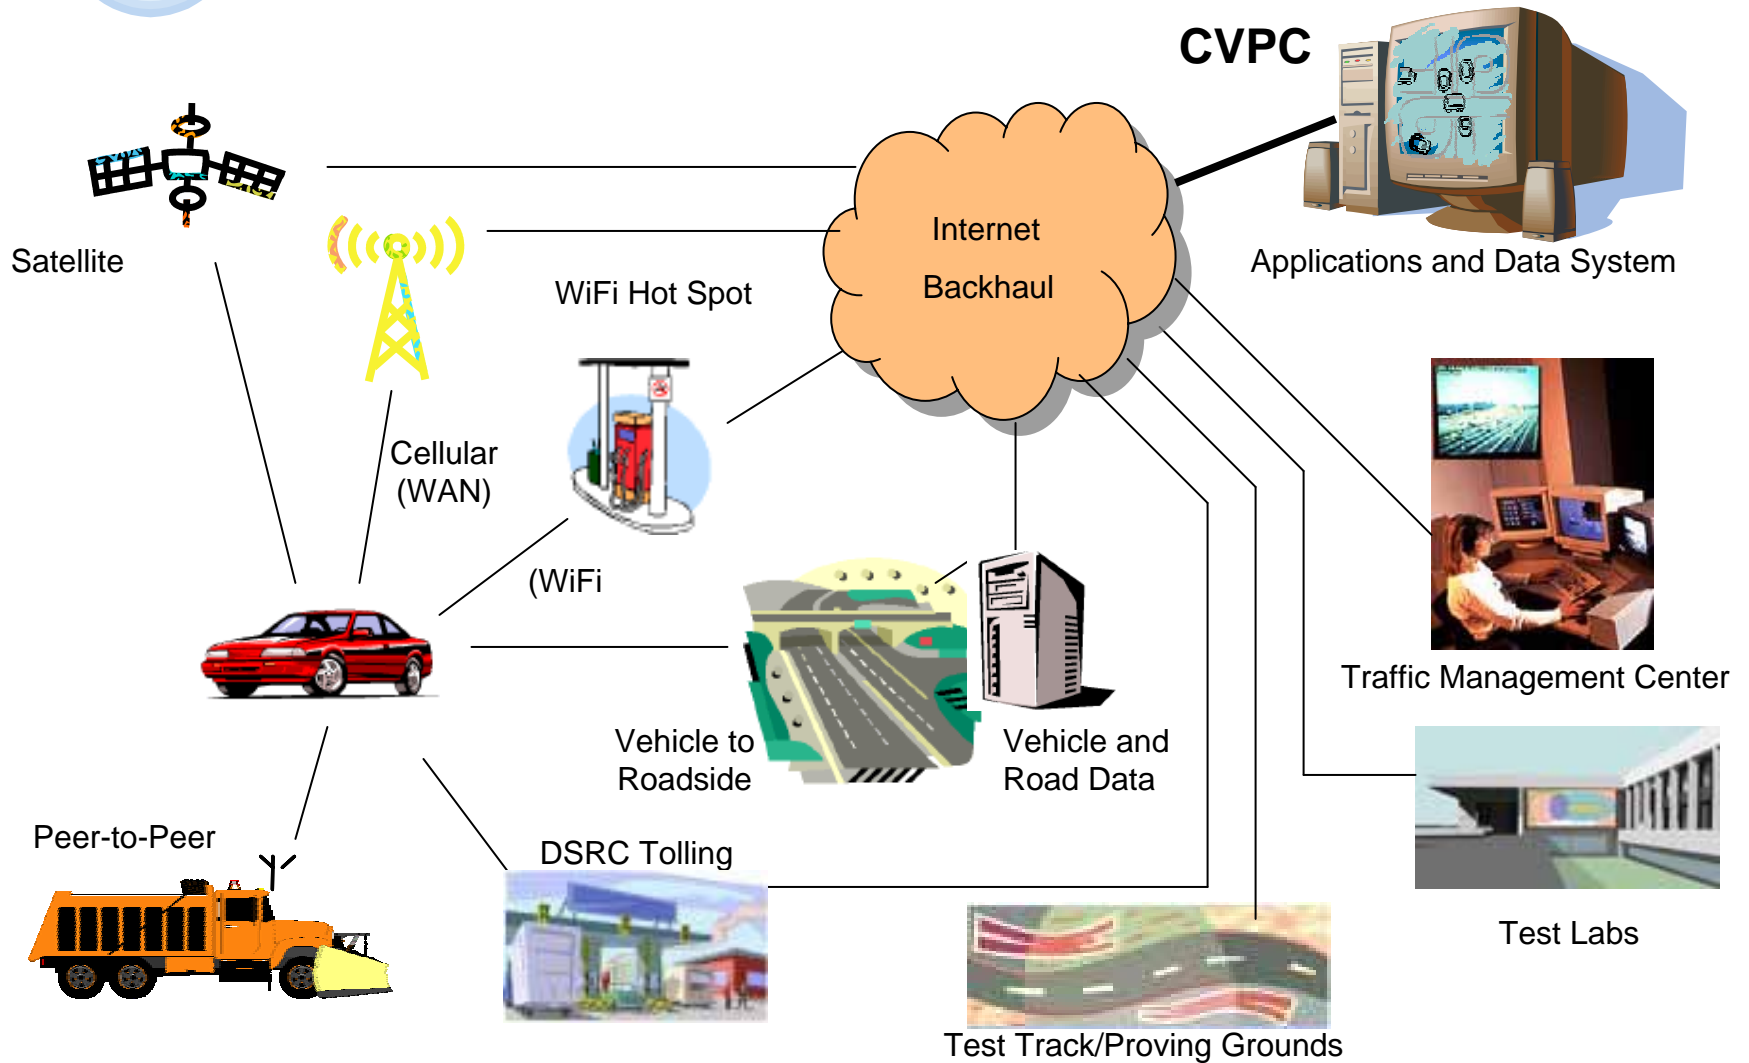 CVPC
Satellite
Internet
Backhaul
Applications and Data System
WiFi Hot Spot
Cellular
(WAN)
(WiFi
Traffic Management Center
Vehicle to
Roadside
Vehicle and
Road Data
Peer-to-Peer
DSRC Tolling
Test Labs
Test Track/Proving Grounds